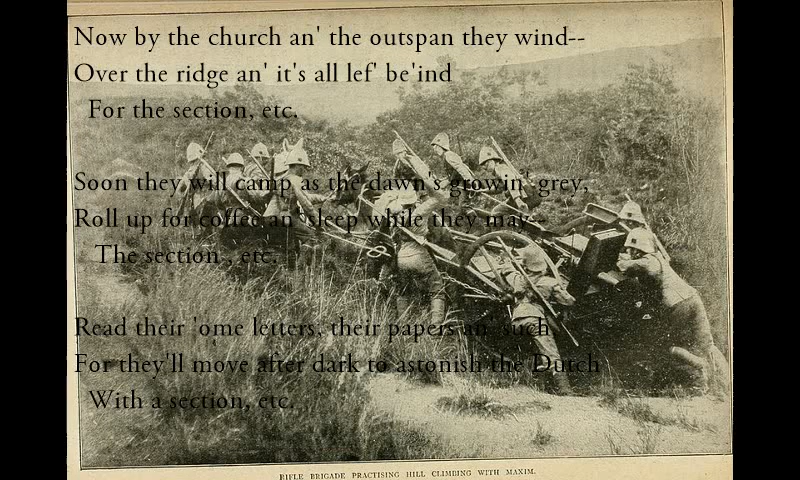 Now by the church an' the outspan they wind--
Over the ridge an' it's all lef' be'ind
For the section, etc.
Soon they will camp as the dawn's growin' grey,
Roll up for coffee an' sleep while they may--
The section , etc.
Read their 'ome letters, their papers an' such
For they'll move after dark to astonish the Dutch
With a section, etc.
RIFLE BRIGADE PRACTISING HILL CLIMBING WITH MAXIM.